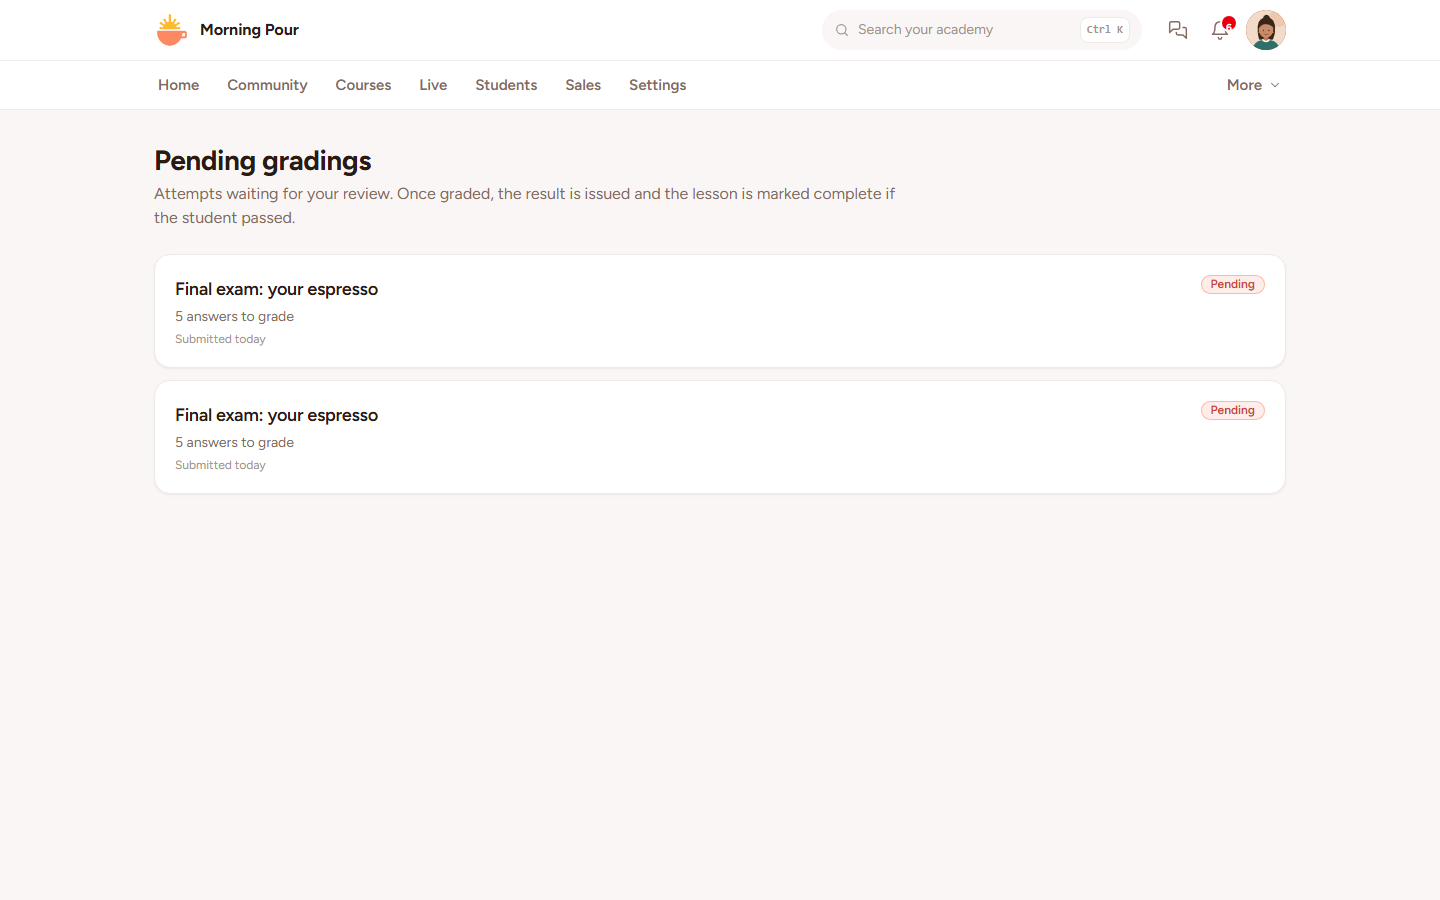 Morning Pour
Search your academy
Ctrl K
6
Home
Community
Courses
Live
Students
Sales
Settings
More
Pending gradings
Attempts waiting for your review. Once graded, the result is issued and the lesson is marked complete if
the student passed.
Final exam: your espresso
Pending
5 answers to grade
Submitted today
Final exam: your espresso
Pending
5 answers to grade
Submitted today